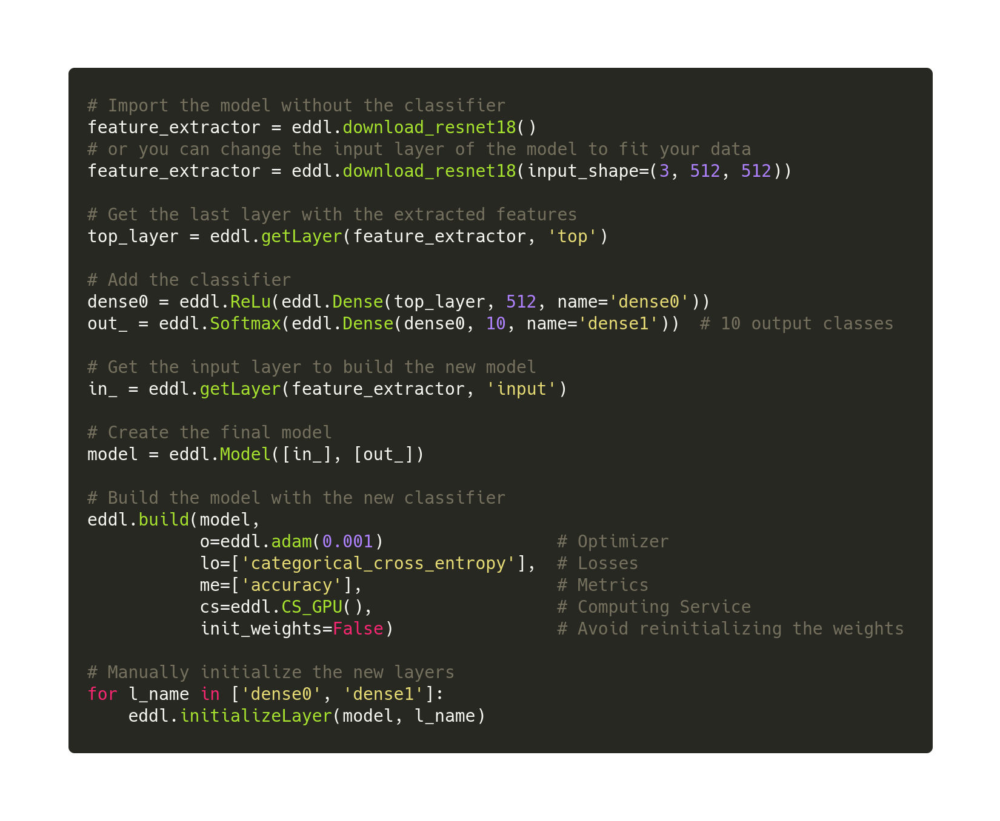 # Import the model without the classifier
feature_extractor = eddl.download_resnet18()
# or you can change the input layer of the model to fit your data
feature_extractor = eddl.download_resnet18(input_shape=(3, 512, 512))

# Get the last layer with the extracted features
top_layer = eddl.getLayer(feature_extractor, 'top')

# Add the classifier
dense0 = eddl.ReLu(eddl.Dense(top_layer, 512, name='dense0'))
out_ = eddl.Softmax(eddl.Dense(dense0, 10, name='dense1'))  # 10 output classes

# Get the input layer to build the new model
in_ = eddl.getLayer(feature_extractor, 'input')

# Create the final model
model = eddl.Model([in_], [out_])

# Build the model with the new classifier
eddl.build(model,
           o=eddl.adam(0.001)                 # Optimizer
           lo=['categorical_cross_entropy'],  # Losses
           me=['accuracy'],                   # Metrics
           cs=eddl.CS_GPU(),                  # Computing Service
           init_weights=False)                # Avoid reinitializing the weights

# Manually initialize the new layers
for l_name in ['dense0', 'dense1']:
    eddl.initializeLayer(model, l_name)